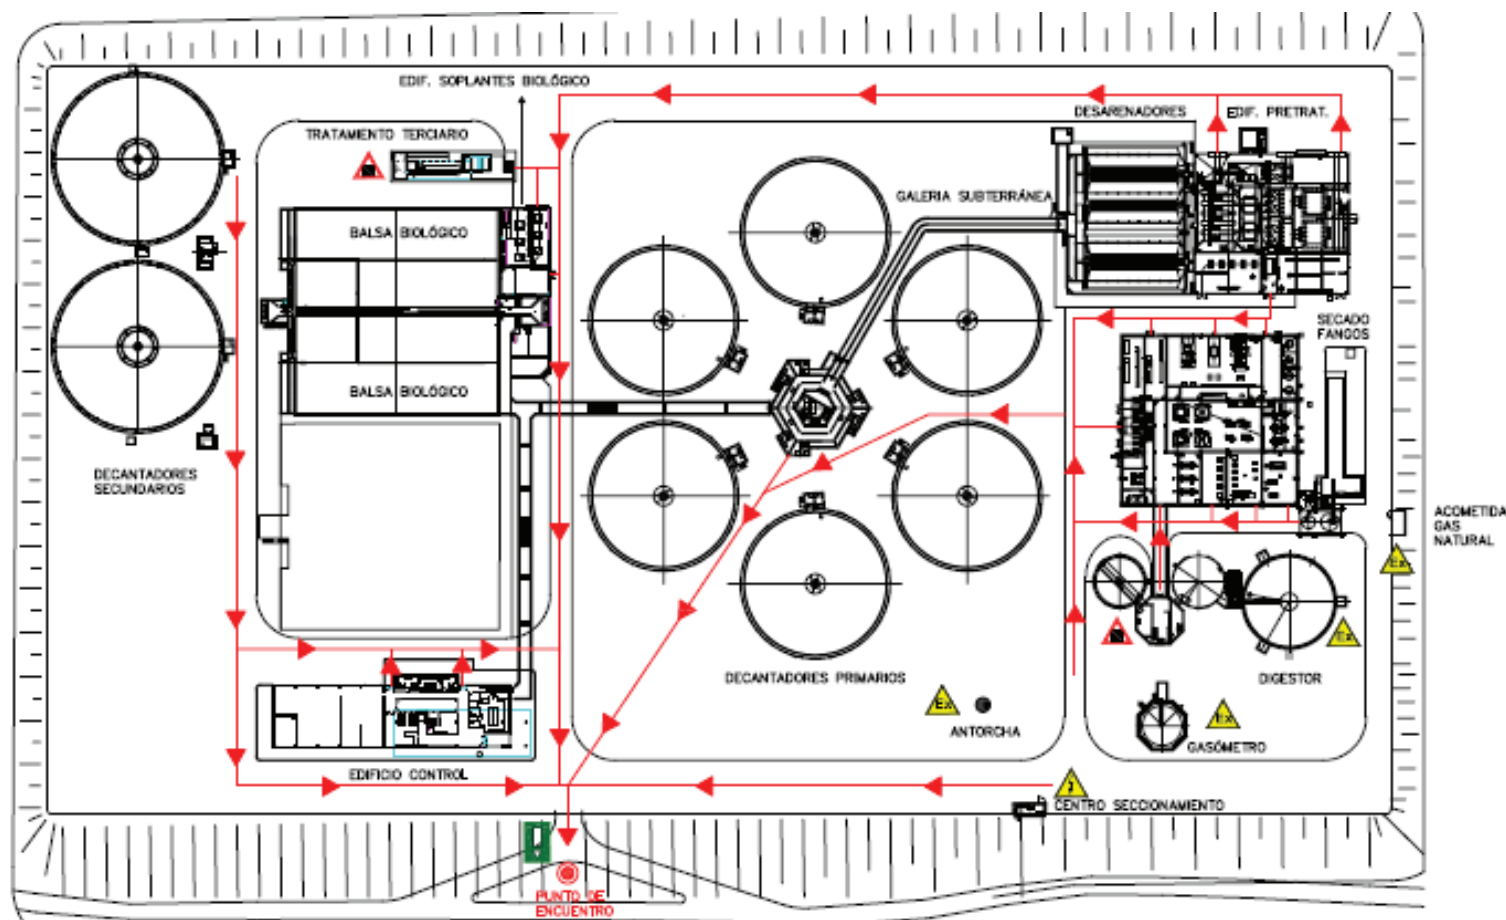 EDIF. SOPLANTES BIOLÓGICO
DESARENADORES
EDIF. PRETRAT.
TRATAMIENTO TERCIARIO
GALERIA SUBTERRÁNEA
BALSA BIOLÓGICO
SECADO
FANGOS
BALSA BIOLÓGICO
DECANTADORES
SECUNDARIOS
ACOMETIDA
GAS
NATURAL
Ex
Ex
DECANTADORES PRIMARIOS
DIGESTOR
Ex
Ex
ANTORCHA
GASÓMETRO
EDIFICIO CONTROL
CENTRO SECCIONAMIENTO
PUNTO DE
ENCUENTRO